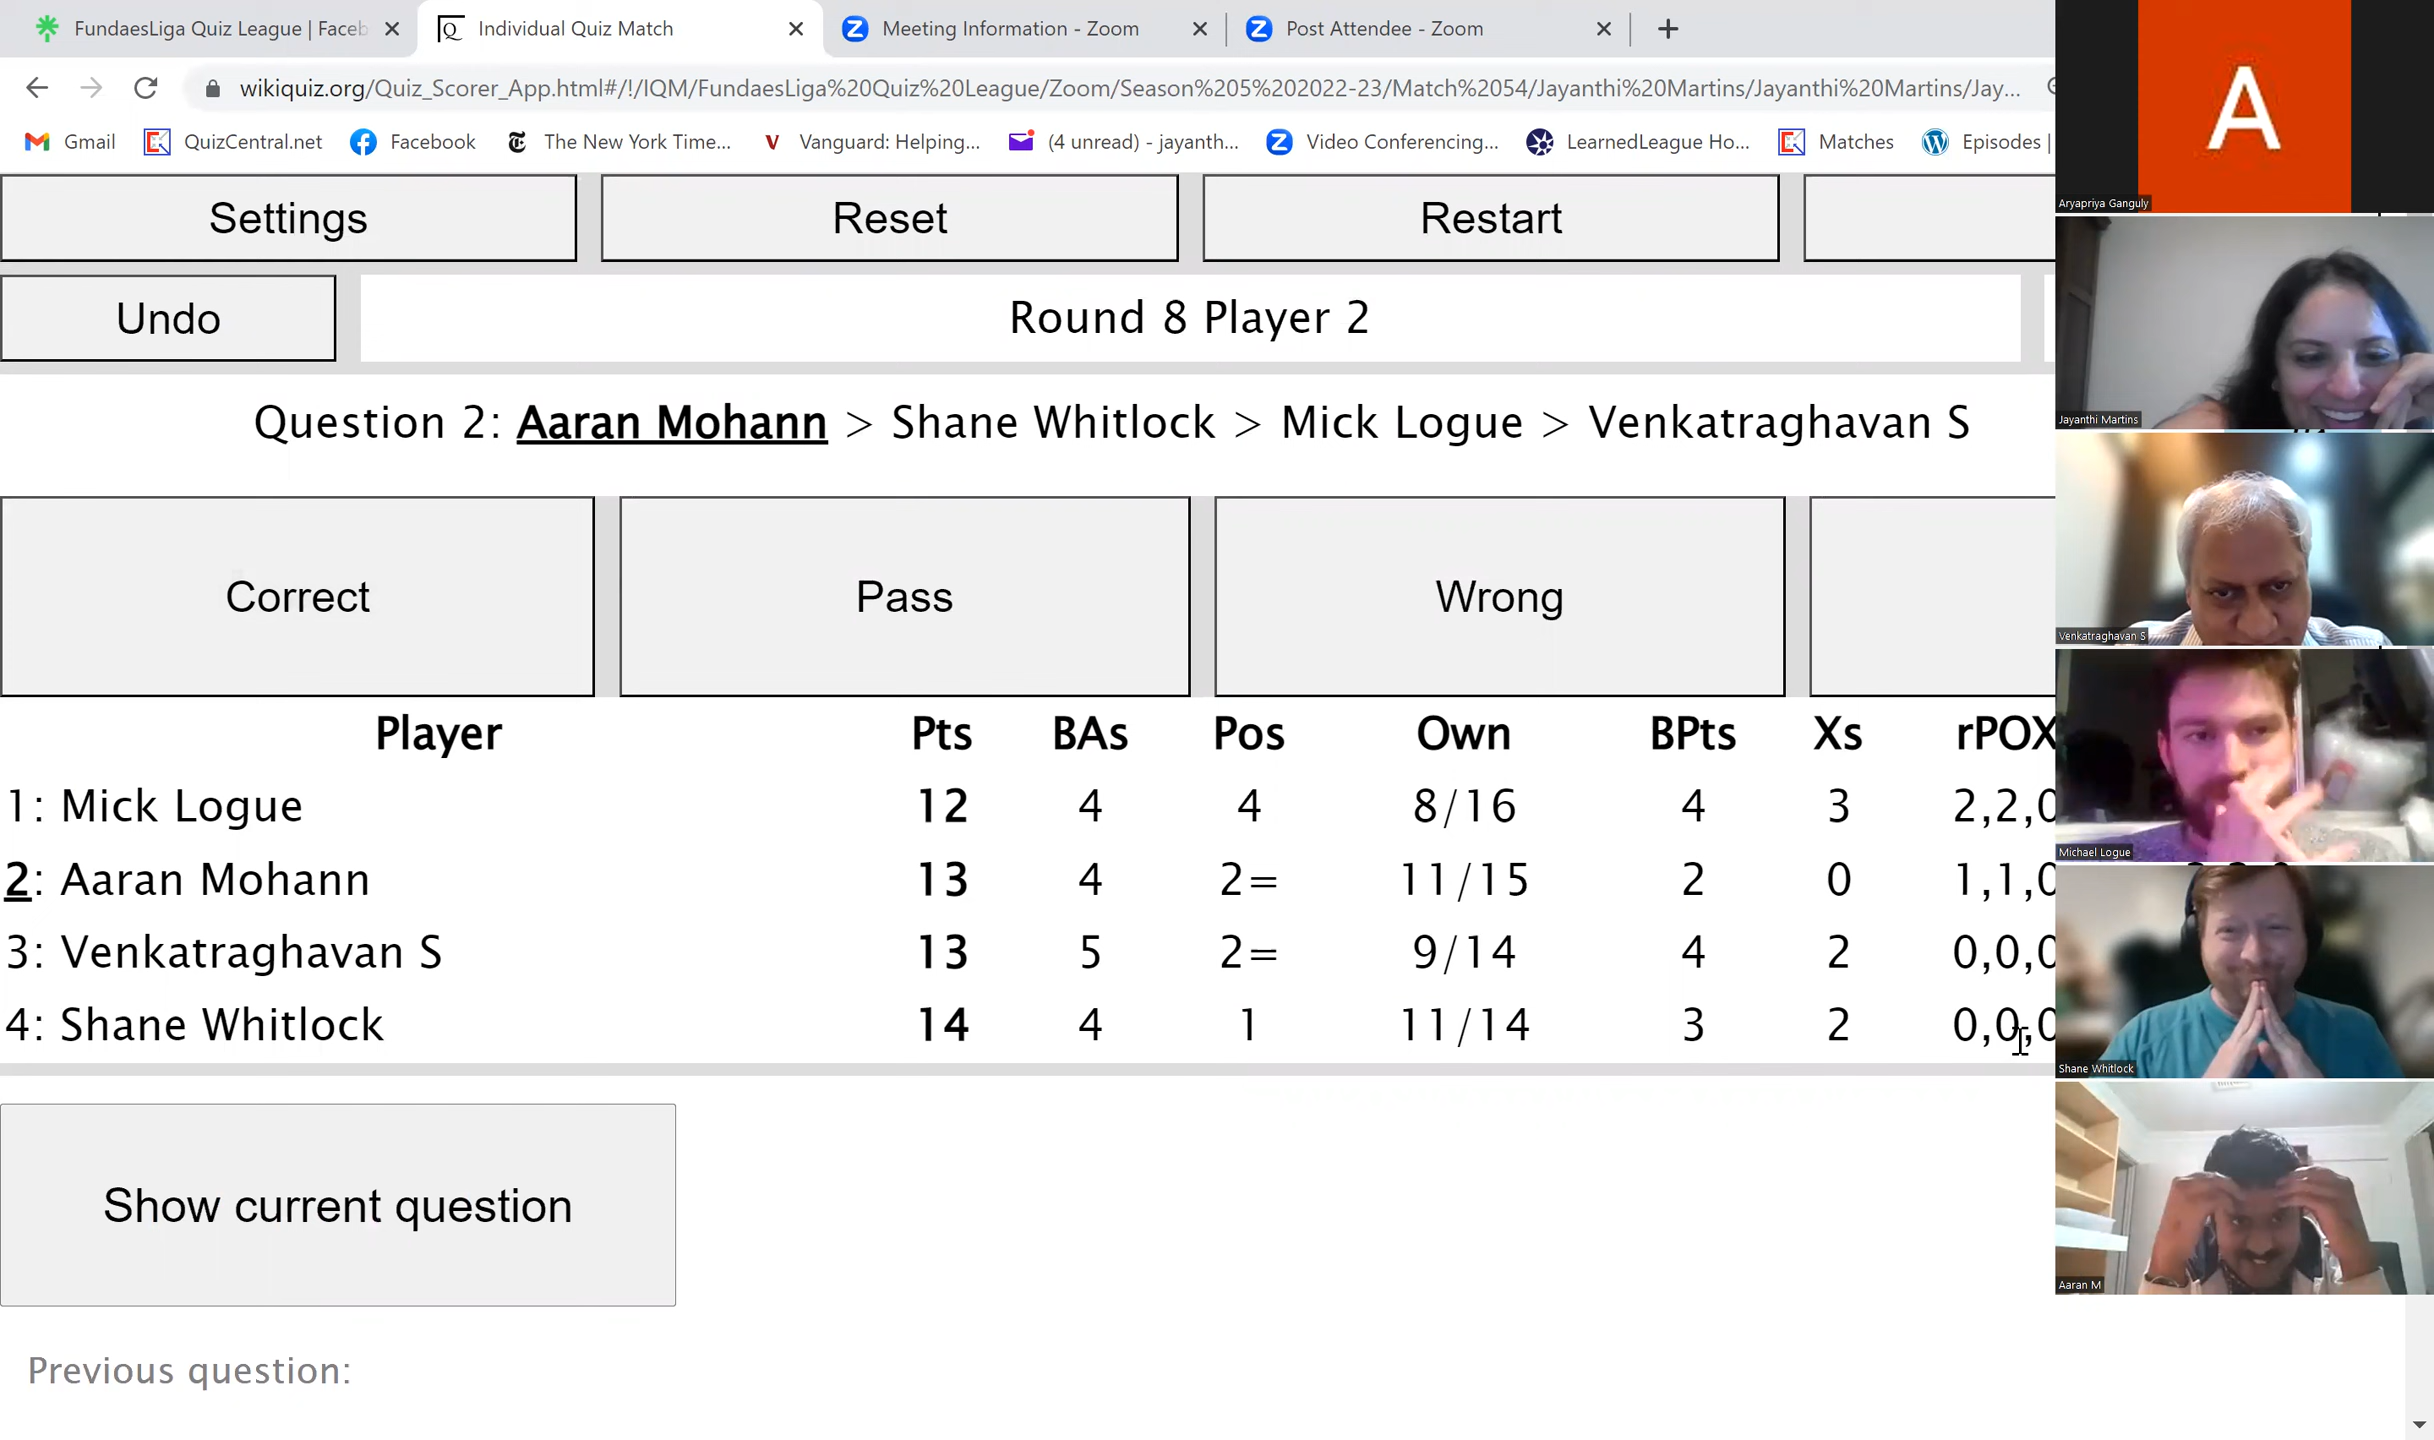 FundaesLiga Quiz League | Faceb
Individual Quiz Match
Meeting Information - Zoom
Post Attendee - Zoom
wikiquiz.org/Quiz_Scorer_App.html#/!/IQM/FundaesLiga%20Quiz%20League/Zoom/Season%205%202022-23/Match%2054/Jayanthi%20Martins/Jayanthi%20Martins/Jay...
Gmail
QuizCentral.net
Facebook
The New York Time...
Vanguard: Helping...
(4 unread) - jayanth...
Video Conferencing...
LearnedLeague Ho...
Matches
Episodes |
Settings
Reset
Restart
Undo
Round 8 Player 2
Question 2: Aaran Mohann > Shane Whitlock > Mick Logue > Venkatraghavan S
Correct
Pass
Wrong
Player Pts BAs Pos Own BPts Xs rPOX
1: Mick Logue 12 4 4 8/16 4 3 2,2,0
2: Aaran Mohann 13 4 2= 11/15 2 0 1,1,0
3: Venkatraghavan S 13 5 2= 9/14 4 2 0,0,0
4: Shane Whitlock 14 4 1 11/14 3 2 0,0,0
Show current question
Previous question:
A
Aryapriya Ganguly
Jayanthi Martins
Venkatraghavan S
Michael Logue
Shane Whitlock
Aaran M